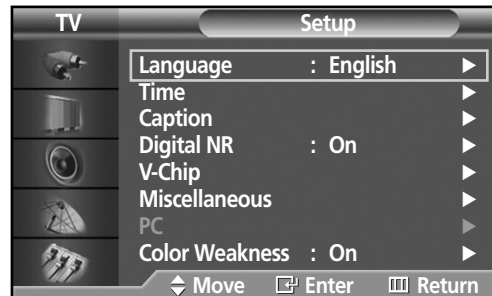 TV Setup
Language : English
Time
Caption
Digital NR : On
V-Chip
Miscellaneous
PC
Color Weakness : On
Move Enter Return